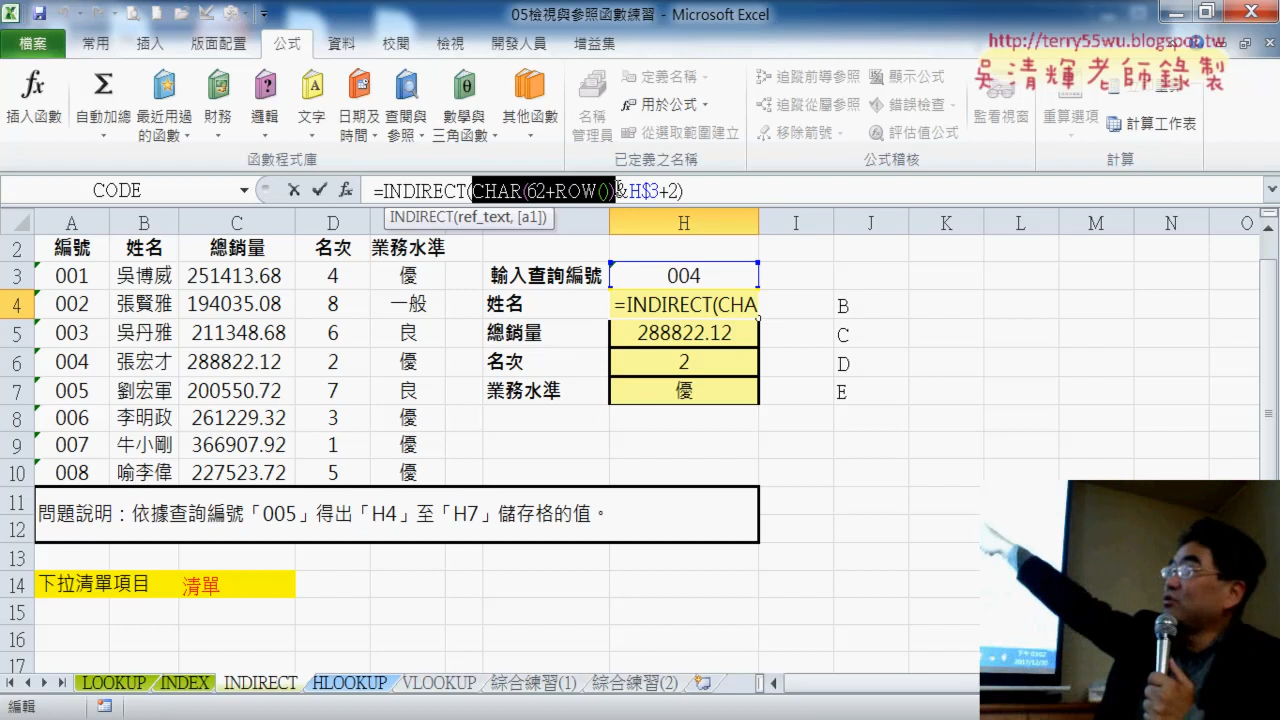 05檢視與參照函數練習 - Microsoft Excel
檔案 常用 插入 版面配置 公式 資料 校閱 檢視 開發人員 增益集
http://terry55wu.blogspot.tw
吳清輝老師錄製
插入函數 自動加總 最近用過的函數 財務 邏輯 文字 日期及時間 查閱與參照 數學與三角函數 其他函數
函數程式庫
名稱管理員 定義名稱 用於公式 從選取範圍建立
已定義之名稱
追蹤前導參照 追蹤從屬參照 移除箭號 顯示公式 錯誤檢查 評估值公式 監看視窗
公式稽核
重算選項 計算工作表
計算
CODE =INDIRECT(CHAR(62+ROW())&H$3+2)
INDIRECT(ref_text, [a1])
A B C D H I J K L M N O
2 編號 姓名 總銷量 名次 業務水準
3 001 吳博威 251413.68 4 優 輸入查詢編號 004
4 002 張賢雅 194035.08 8 一般 姓名 =INDIRECT(CHA B
5 003 吳丹雅 211348.68 6 良 總銷量 288822.12 C
6 004 張宏才 288822.12 2 優 名次 2 D
7 005 劉宏軍 200550.72 7 良 業務水準 優 E
8 006 李明政 261229.32 3 優
9 007 牛小剛 366907.92 1 優
10 008 喻李偉 227523.72 5 優
11 問題說明：依據查詢編號「005」得出「H4」至「H7」儲存格的值。
12
13
14 下拉清單項目 清單
15
16
17
LOOKUP INDEX INDIRECT HLOOKUP VLOOKUP 綜合練習(1) 綜合練習(2)
編輯